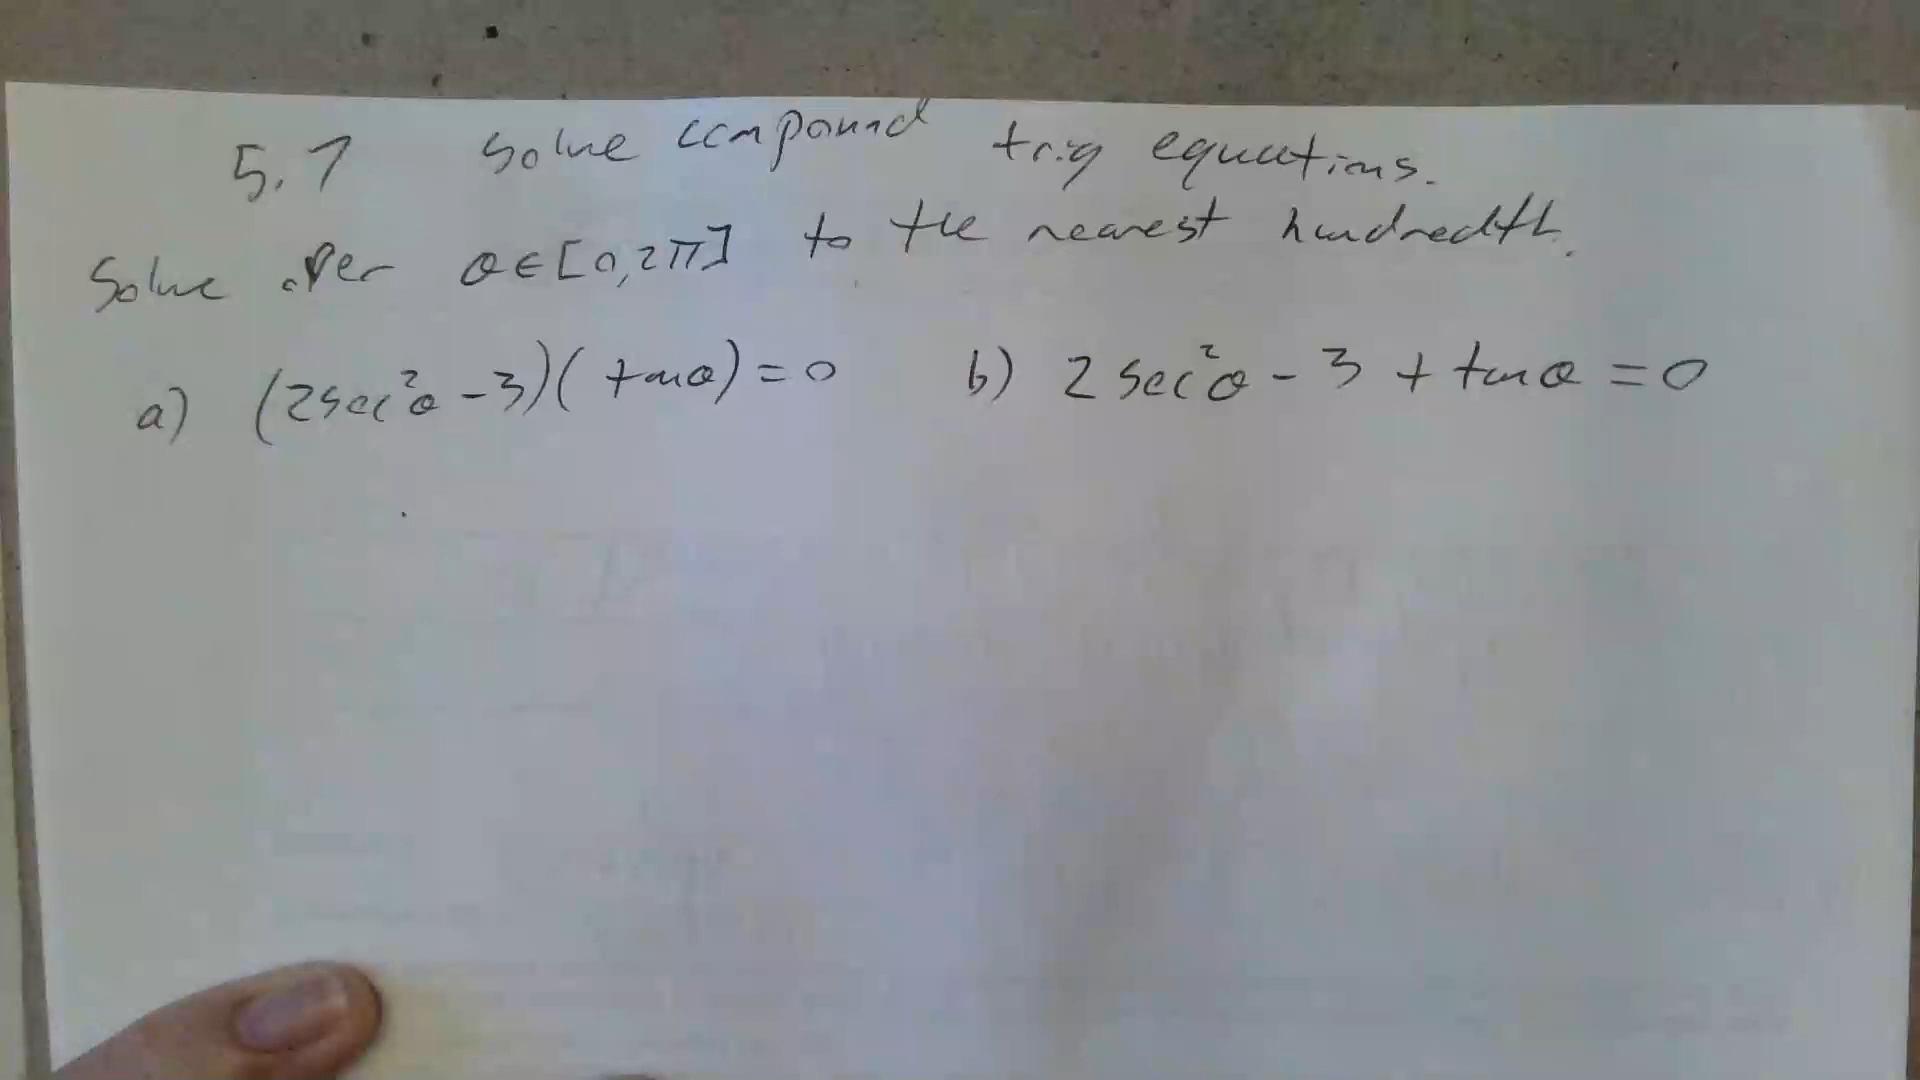 5.7 Solve compound trig equations.
Solve for θ∈[0,2π] to the nearest hundredth.
a) (2sec²θ-3)(tanθ)=0 b) 2sec²θ-3+tanθ=0